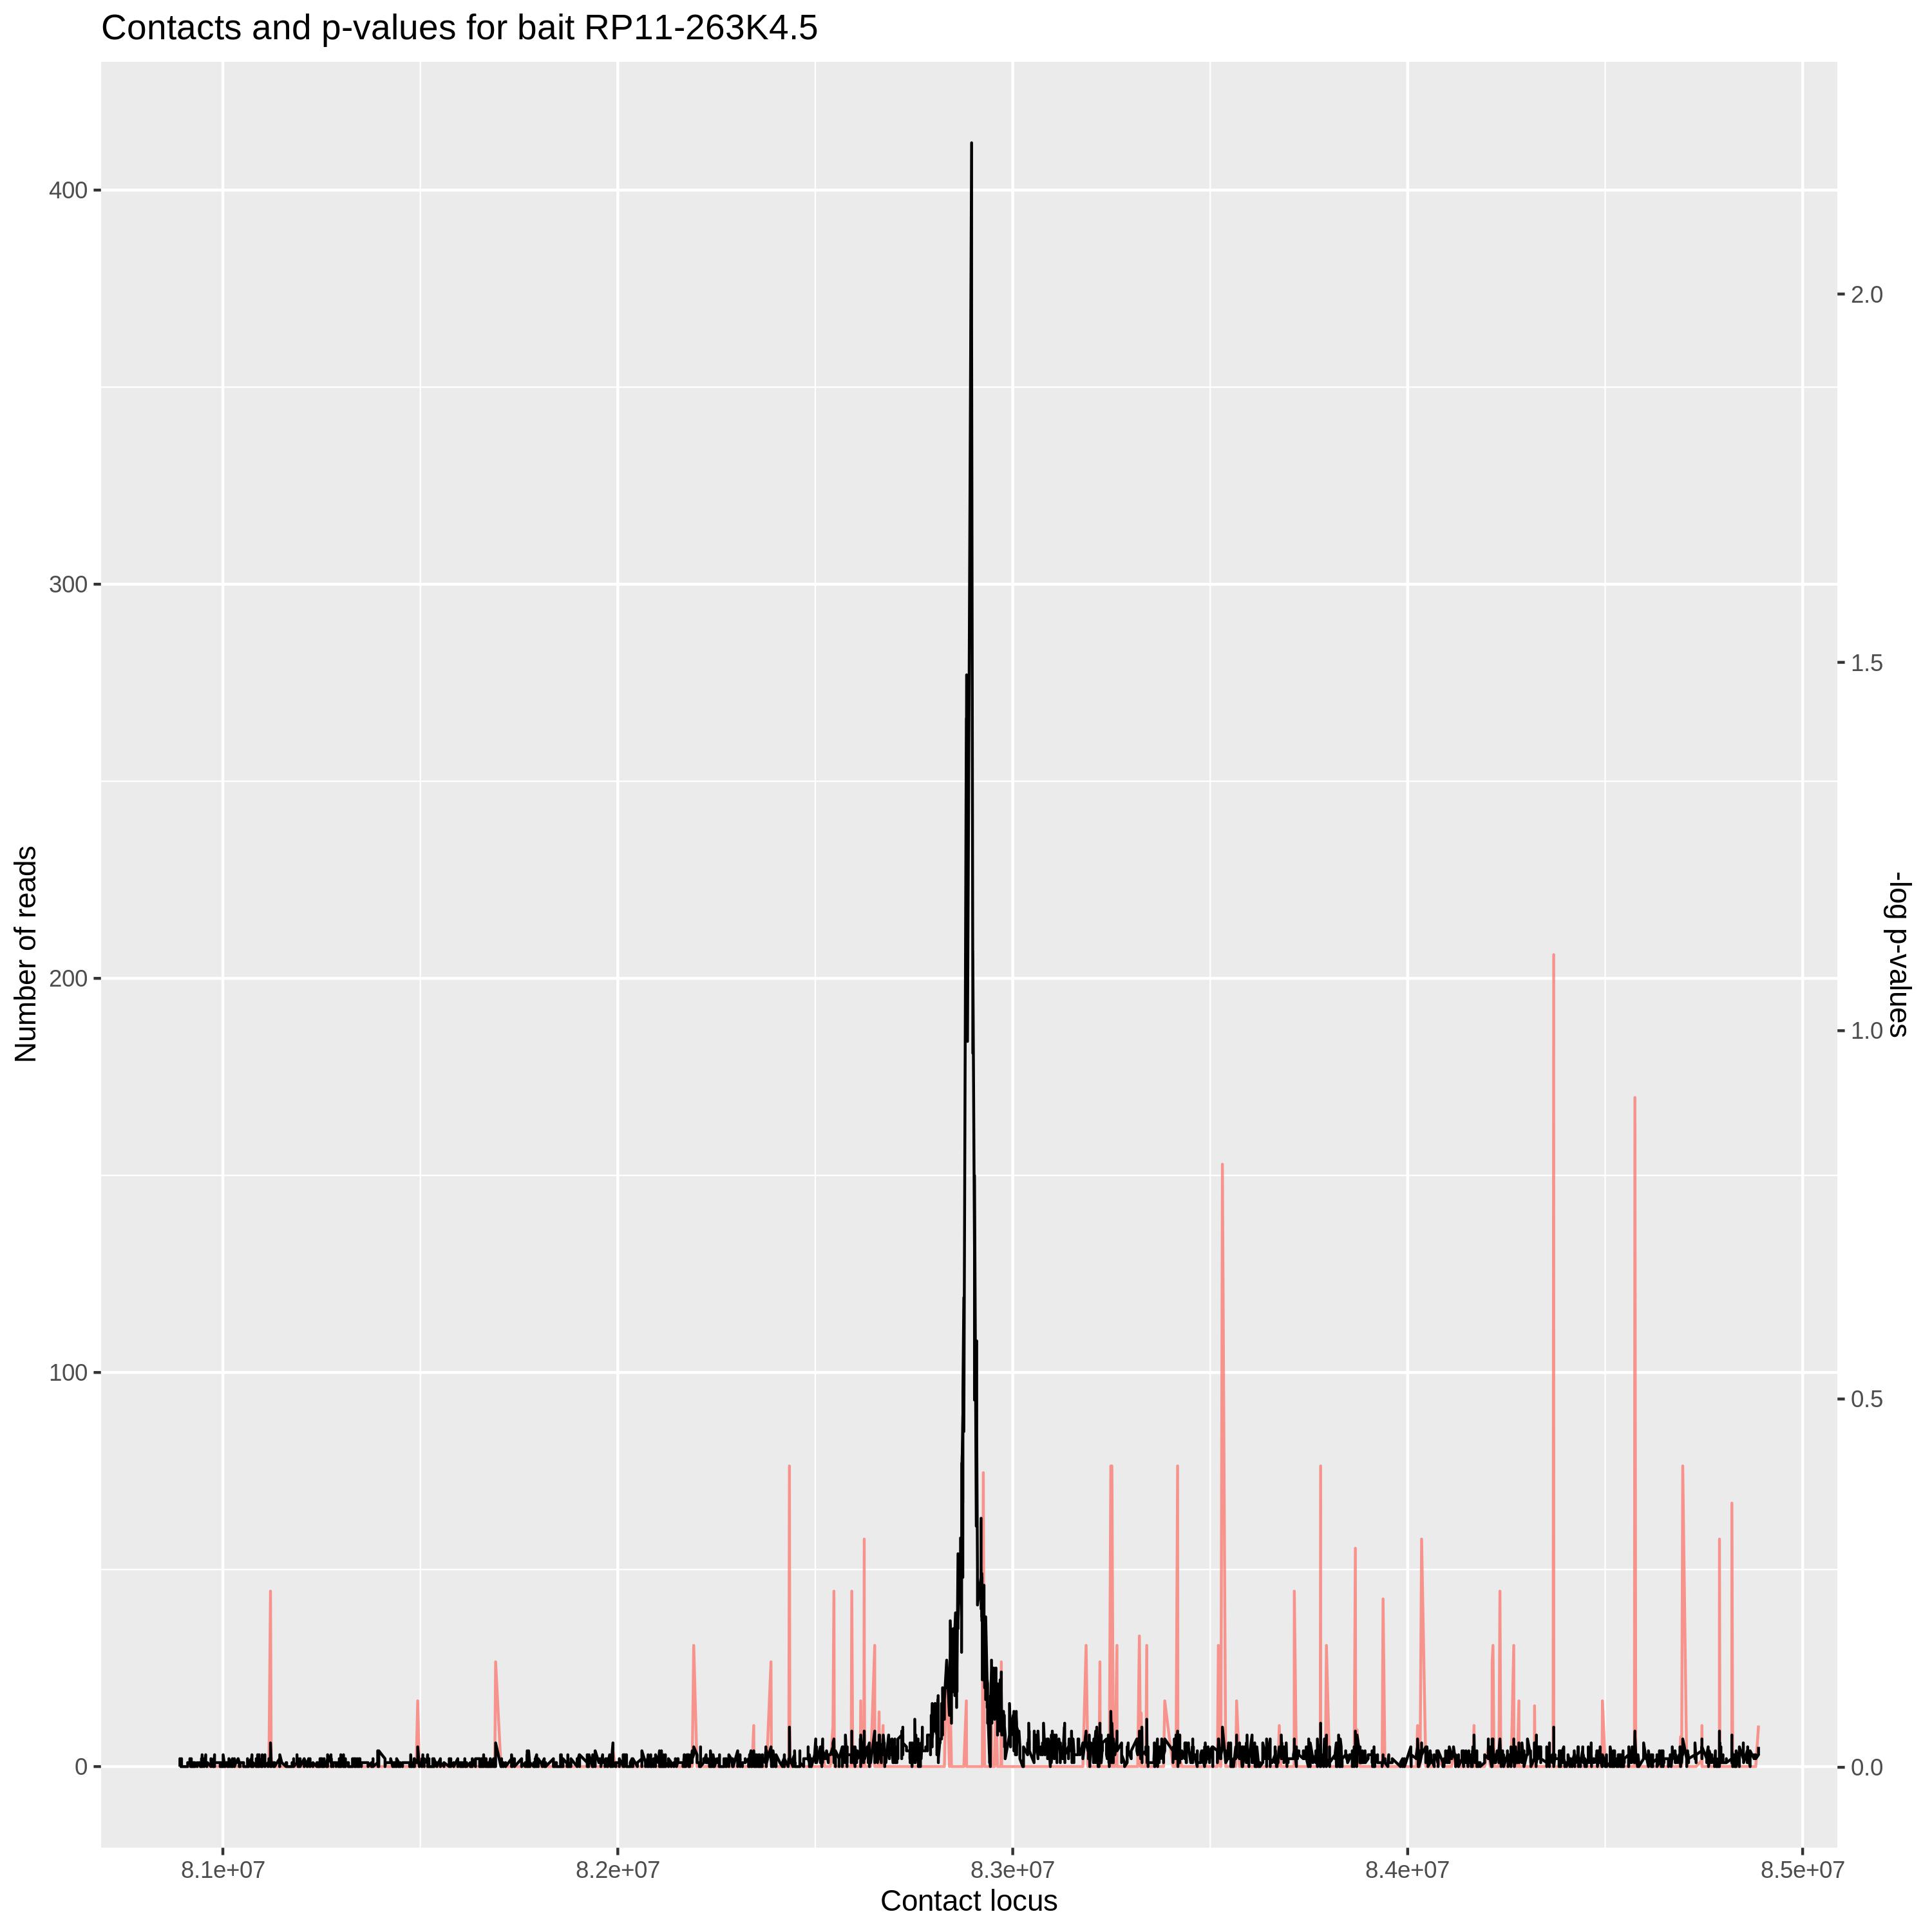 Contacts and p-values for bait RP11-263K4.5
400
300
200
100
0
Number of reads
2.0
1.5
1.0
0.5
0.0
-log p-values
8.1e+07
8.2e+07
8.3e+07
8.4e+07
8.5e+07
Contact locus